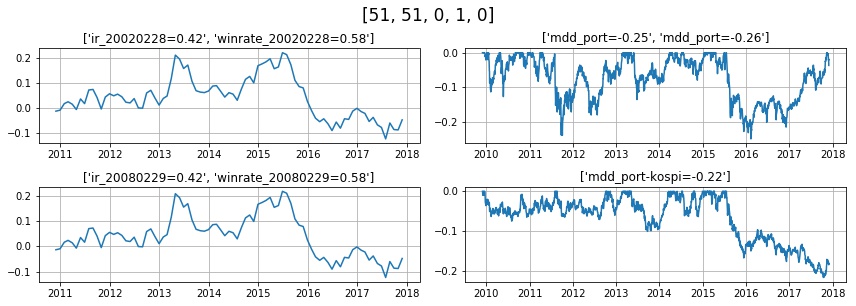 [51, 51, 0, 1, 0]
['ir_20020228=0.42', 'winrate_20020228=0.58']
0.2
0.1
0.0
−0.1
2011 2012 2013 2014 2015 2016 2017 2018
['mdd_port=-0.25', 'mdd_port=-0.26']
0.0
−0.1
−0.2
2010 2011 2012 2013 2014 2015 2016 2017 2018
['ir_20080229=0.42', 'winrate_20080229=0.58']
0.2
0.1
0.0
−0.1
2011 2012 2013 2014 2015 2016 2017 2018
['mdd_port-kospi=-0.22']
0.0
−0.1
−0.2
2010 2011 2012 2013 2014 2015 2016 2017 2018